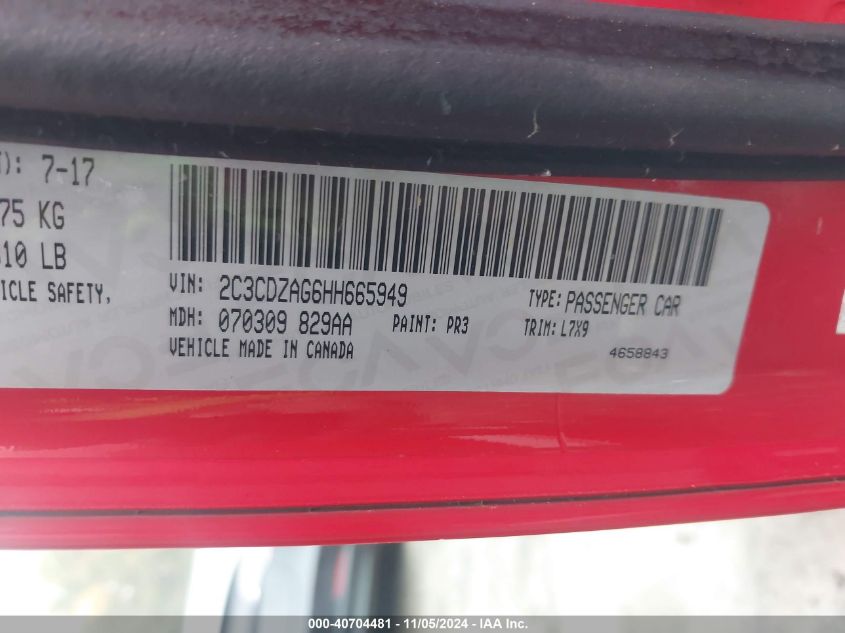 ): 7-17
75 KG
10 LB
ICLE SAFETY,
VIN: 2C3CDZAG6HH665949
TYPE: PASSENGER CAR
MDH: 070309 829AA
PAINT: PR3
TRIM: L7X9
VEHICLE MADE IN CANADA
4658843
000-40704481 - 11/05/2024 - IAA Inc.